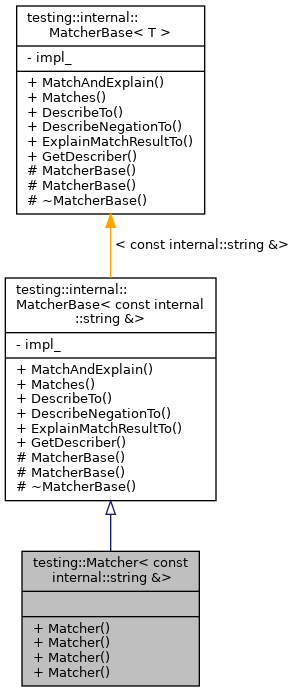 testing::internal::
MatcherBase< T >
- impl_
+ MatchAndExplain()
+ Matches()
+ DescribeTo()
+ DescribeNegationTo()
+ ExplainMatchResultTo()
+ GetDescriber()
# MatcherBase()
# MatcherBase()
# ~MatcherBase()
< const internal::string &>
testing::internal::
MatcherBase< const internal
::string &>
- impl_
+ MatchAndExplain()
+ Matches()
+ DescribeTo()
+ DescribeNegationTo()
+ ExplainMatchResultTo()
+ GetDescriber()
# MatcherBase()
# MatcherBase()
# ~MatcherBase()
testing::Matcher< const
internal::string &>
+ Matcher()
+ Matcher()
+ Matcher()
+ Matcher()